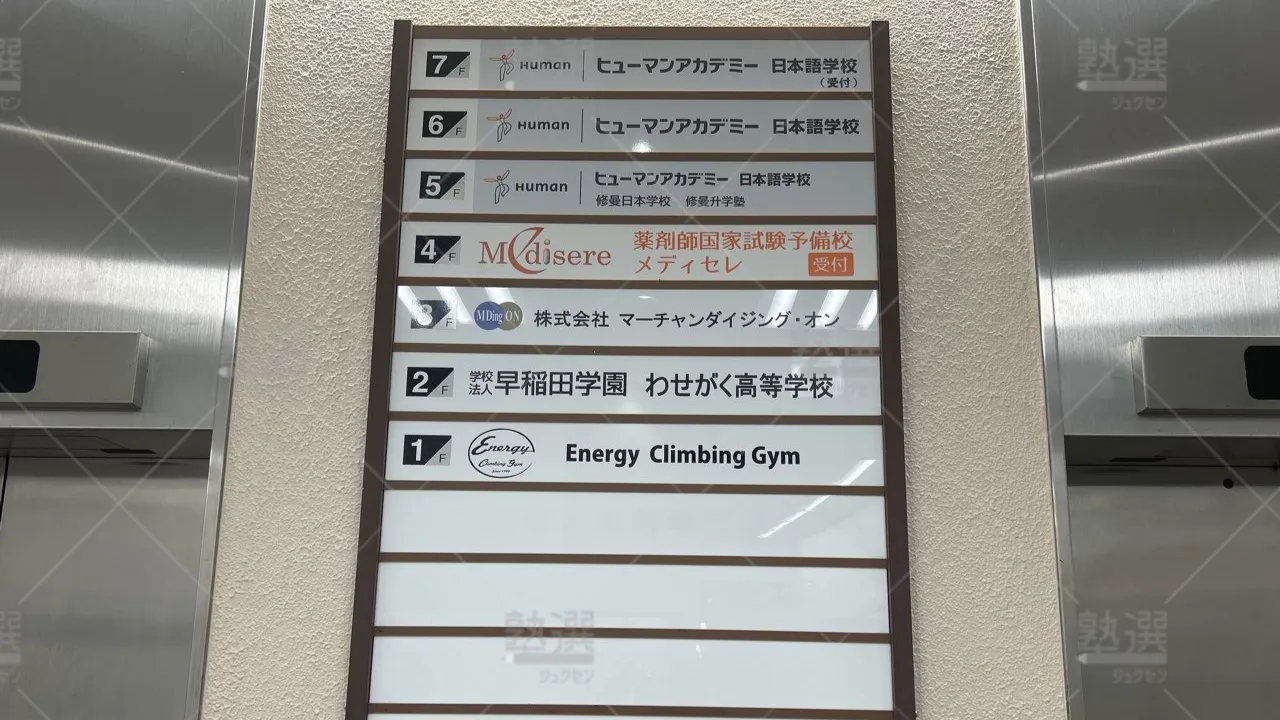 7F Human ヒューマンアカデミー 日本語学校
(受付)
6F Human ヒューマンアカデミー 日本語学校
5F Human ヒューマンアカデミー 日本語学校
修曼日本学校 修曼升学塾
4F Medisere 薬剤師国家試験予備校
メディセレ 受付
3F MDing ON 株式会社 マーチャンダイジング・オン
2F 学校法人 早稲田学園 わせがく高等学校
1F Energy Climbing Gym Energy Climbing Gym
塾選
ジュクセン
塾選
ジュクセン
塾選
ジュクセン